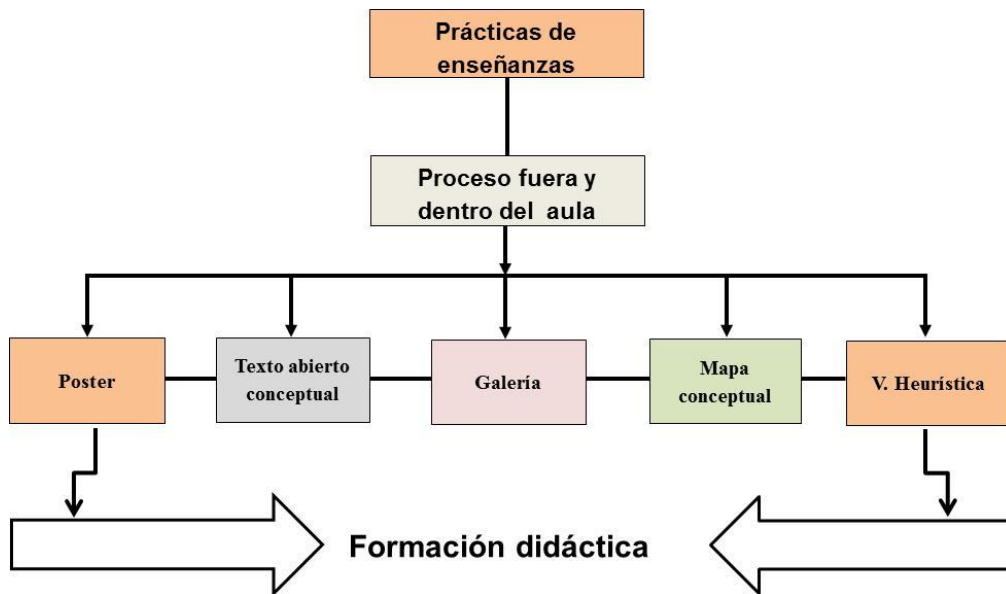 Prácticas de
enseñanzas
Proceso fuera y
dentro del aula
Poster
Texto abierto
conceptual
Galería
Mapa
conceptual
V. Heurística
Formación didáctica